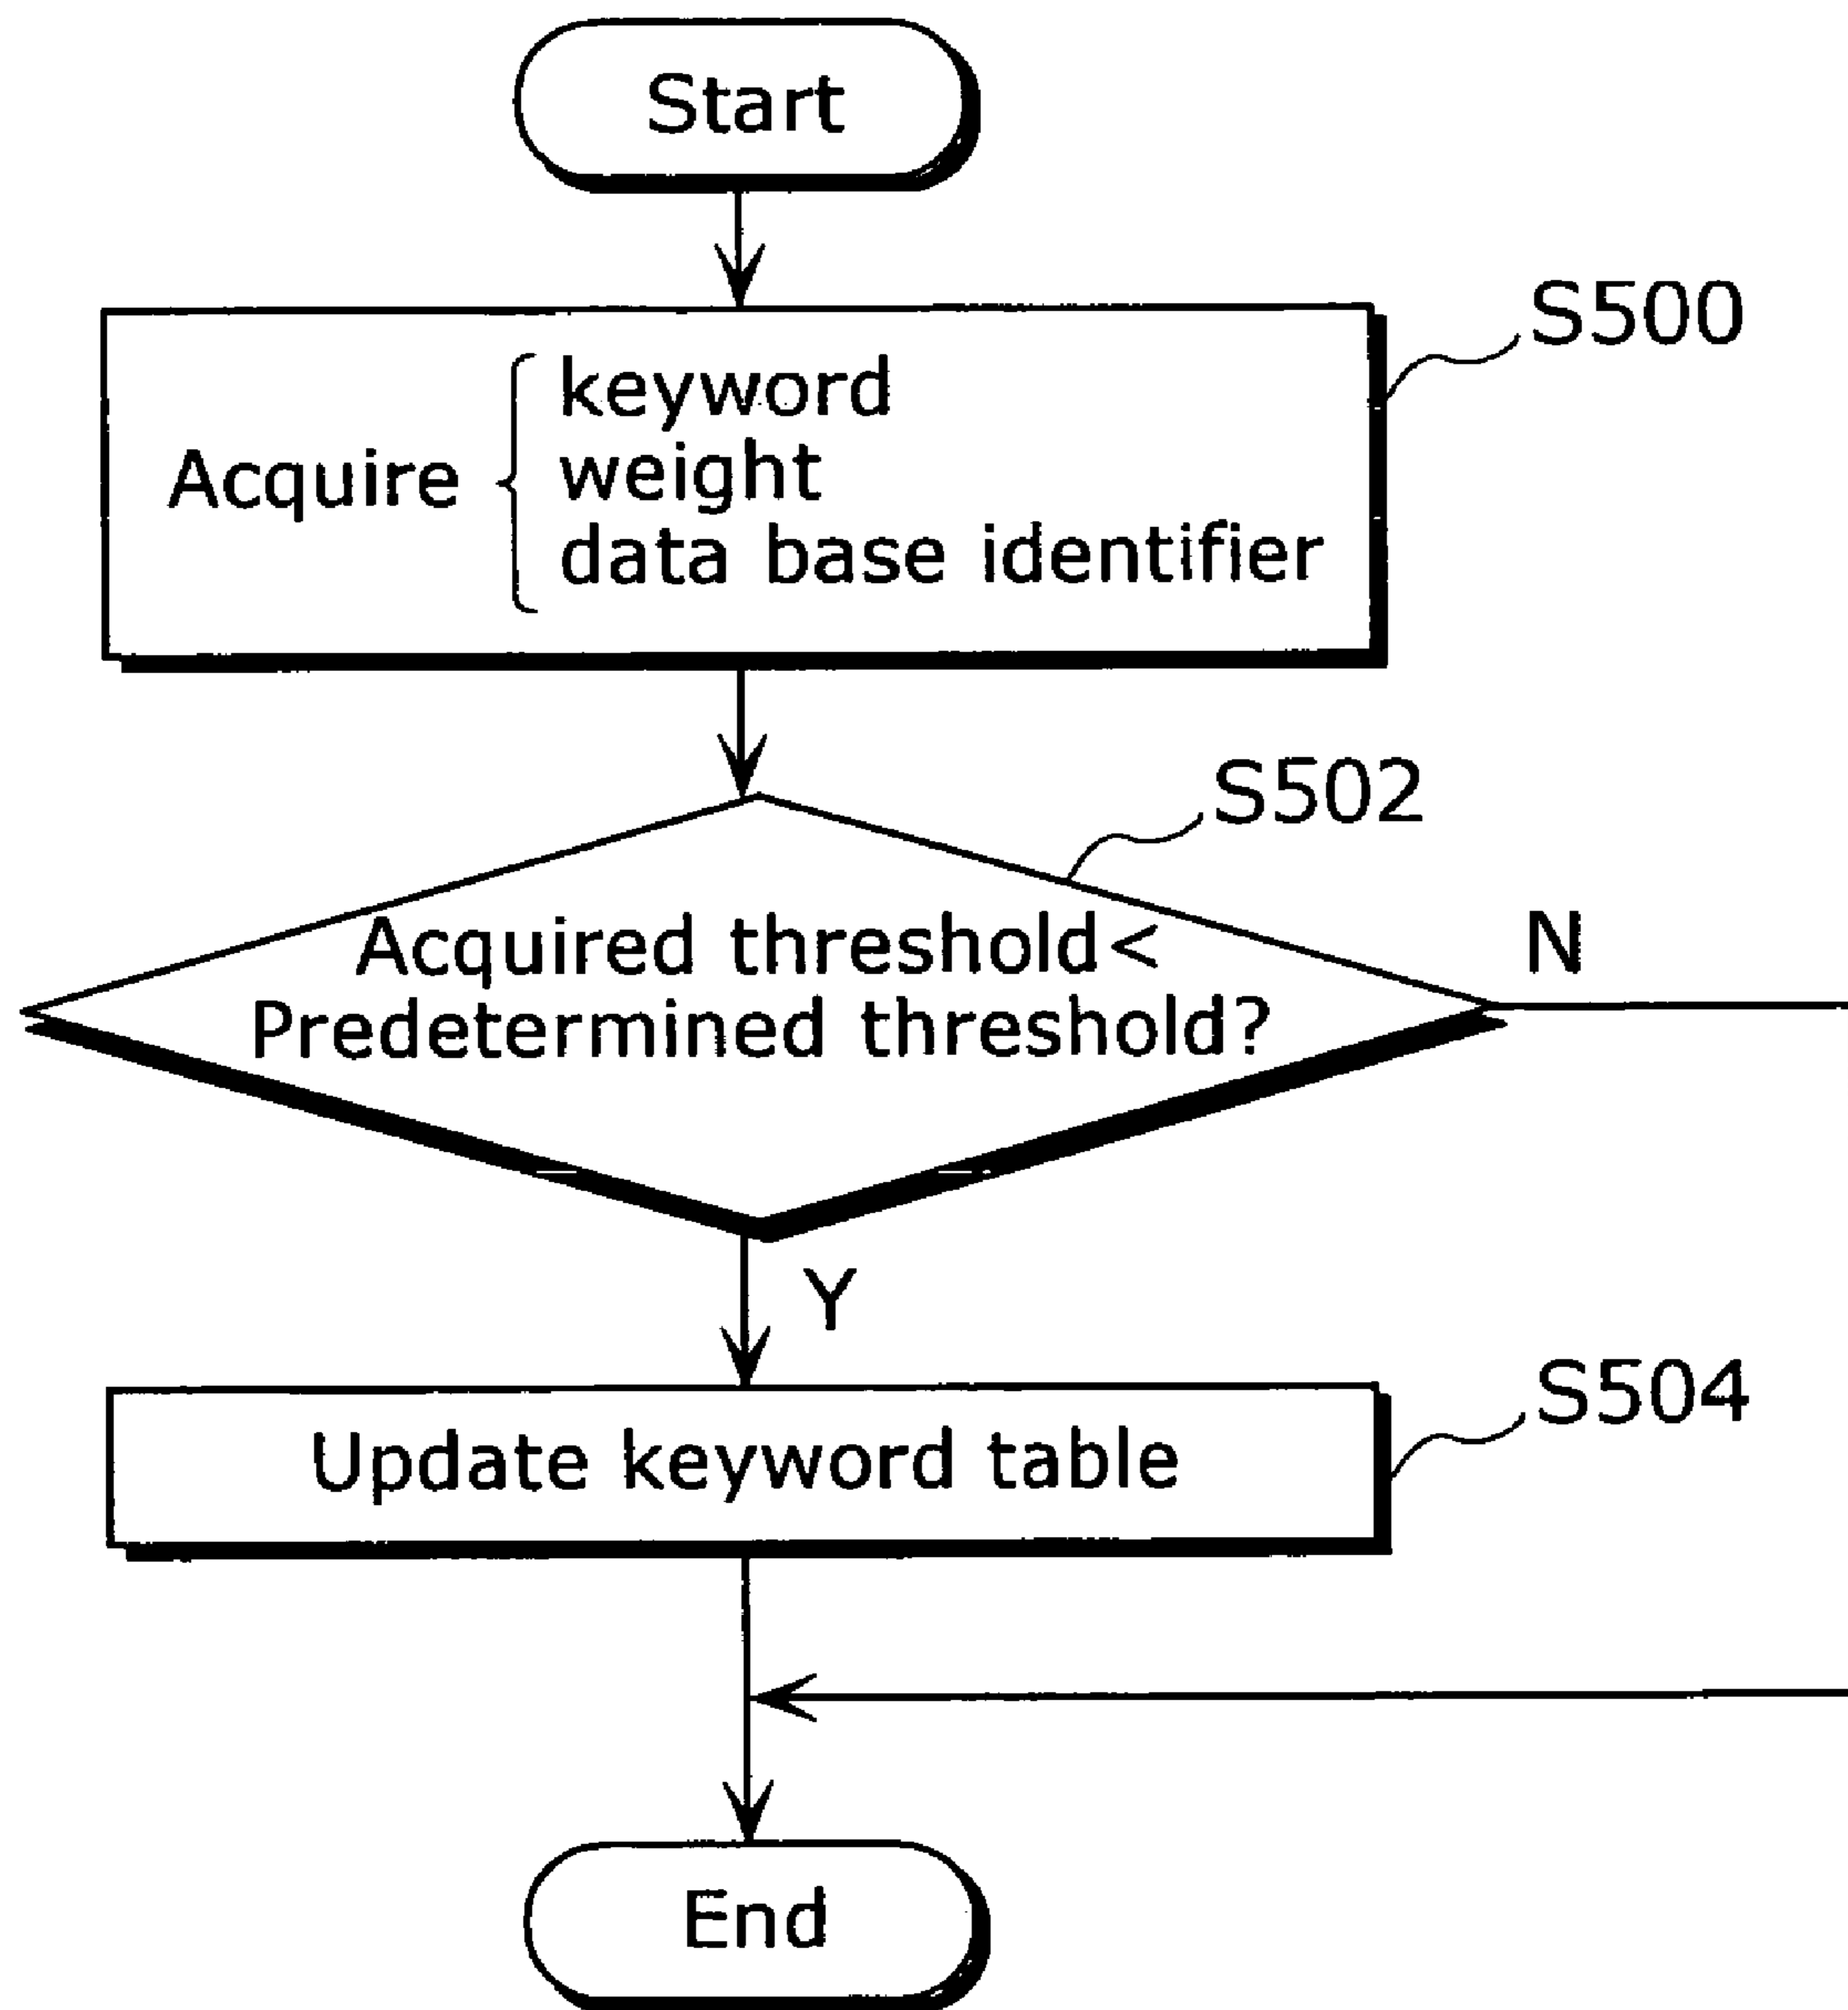 Start
S500
keyword
weight
Acquire
data base identifier
S502
Acquired threshold<
N
Predetermined threshold?
Y
S504
Update keyword table
End